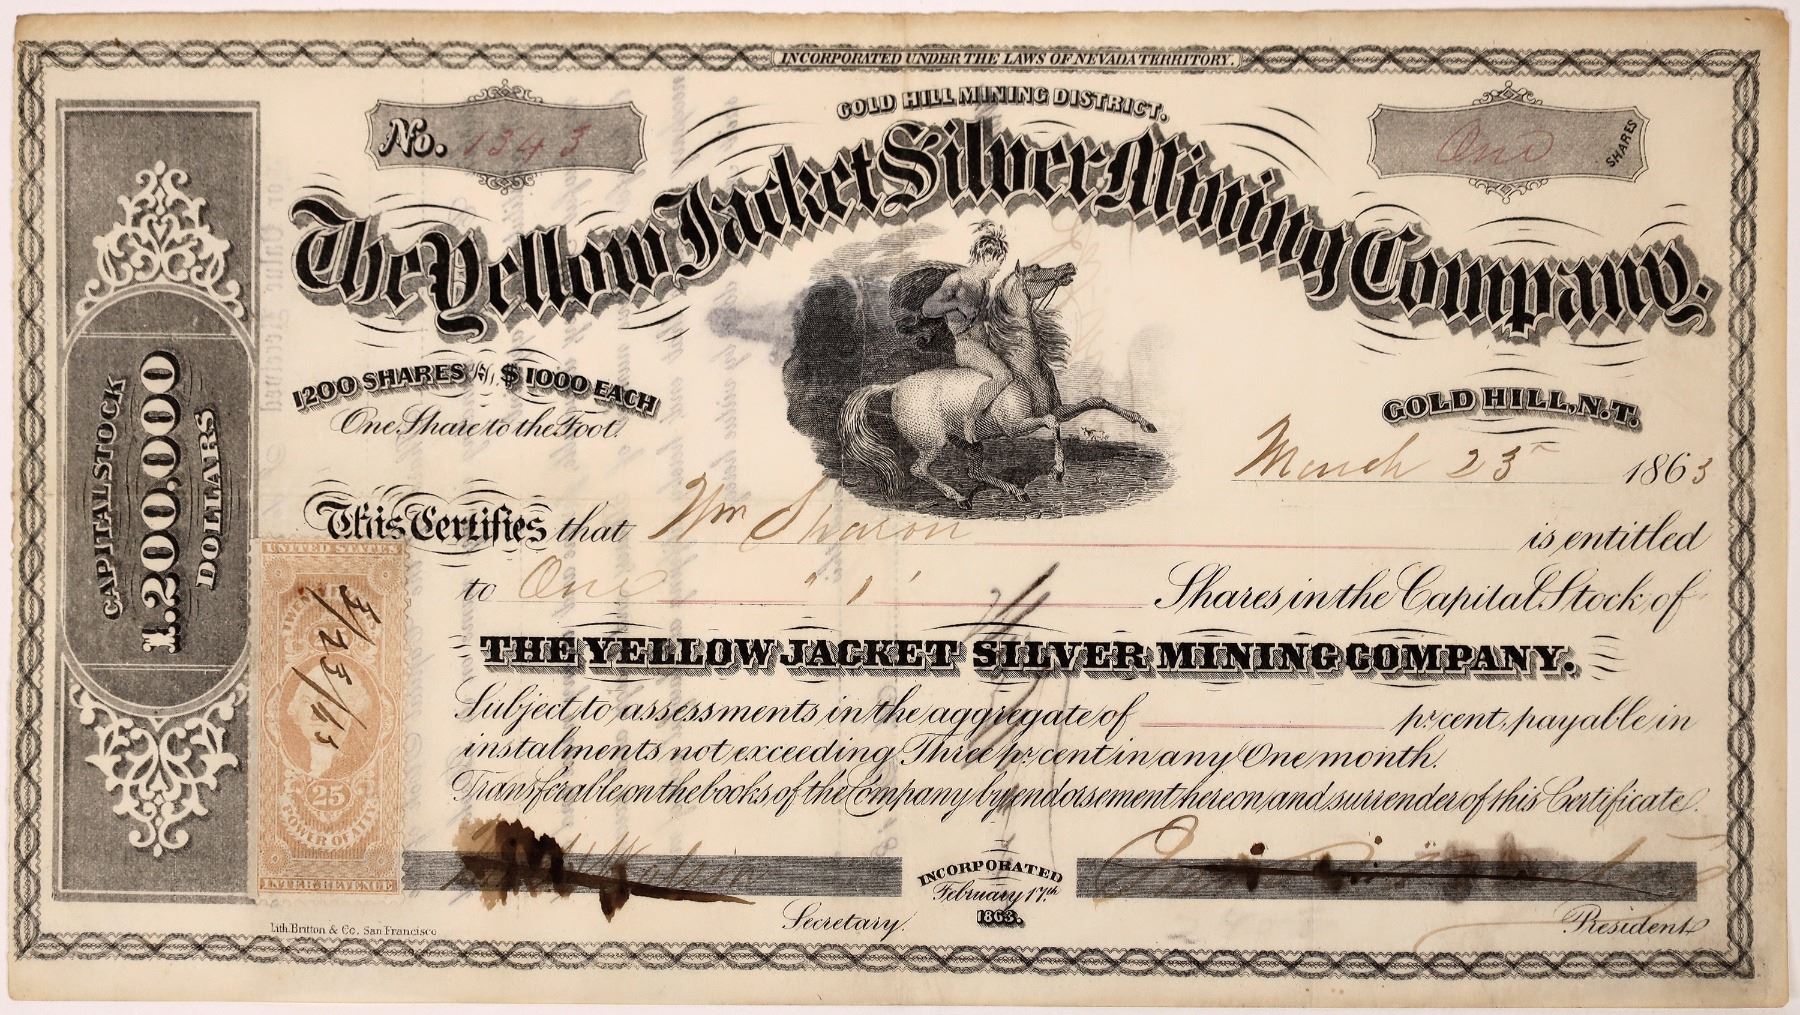 INCORPORATED UNDER THE LAWS OF NEVADA TERRITORY.
GOLD HILL MINING DISTRICT.
No. 1343
One SHARES
The Yellow Jacket Silver Mining Company.
CAPITAL STOCK
1.200,000
DOLLARS
1200 SHARES $1000 EACH
One Share to the Foot.
GOLD HILL, N.T.
March 23 1863
This Certifies that Wm Sharon is entitled
to One "1" Shares in the Capital Stock of
THE YELLOW JACKET SILVER MINING COMPANY.
Subject to assessments in the aggregate of pr. cent, payable in
instalments not exceeding Three pr. cent in any One month.
Transferable on the books of the Company by endorsement hereon and surrender of this Certificate.
UNITED STATES
3/23/63
25
POWER OF ATTY
INTER. REVENUE
INCORPORATED
February 17th
1863.
Secretary.
President
Lith. Britton & Co. San Francisco